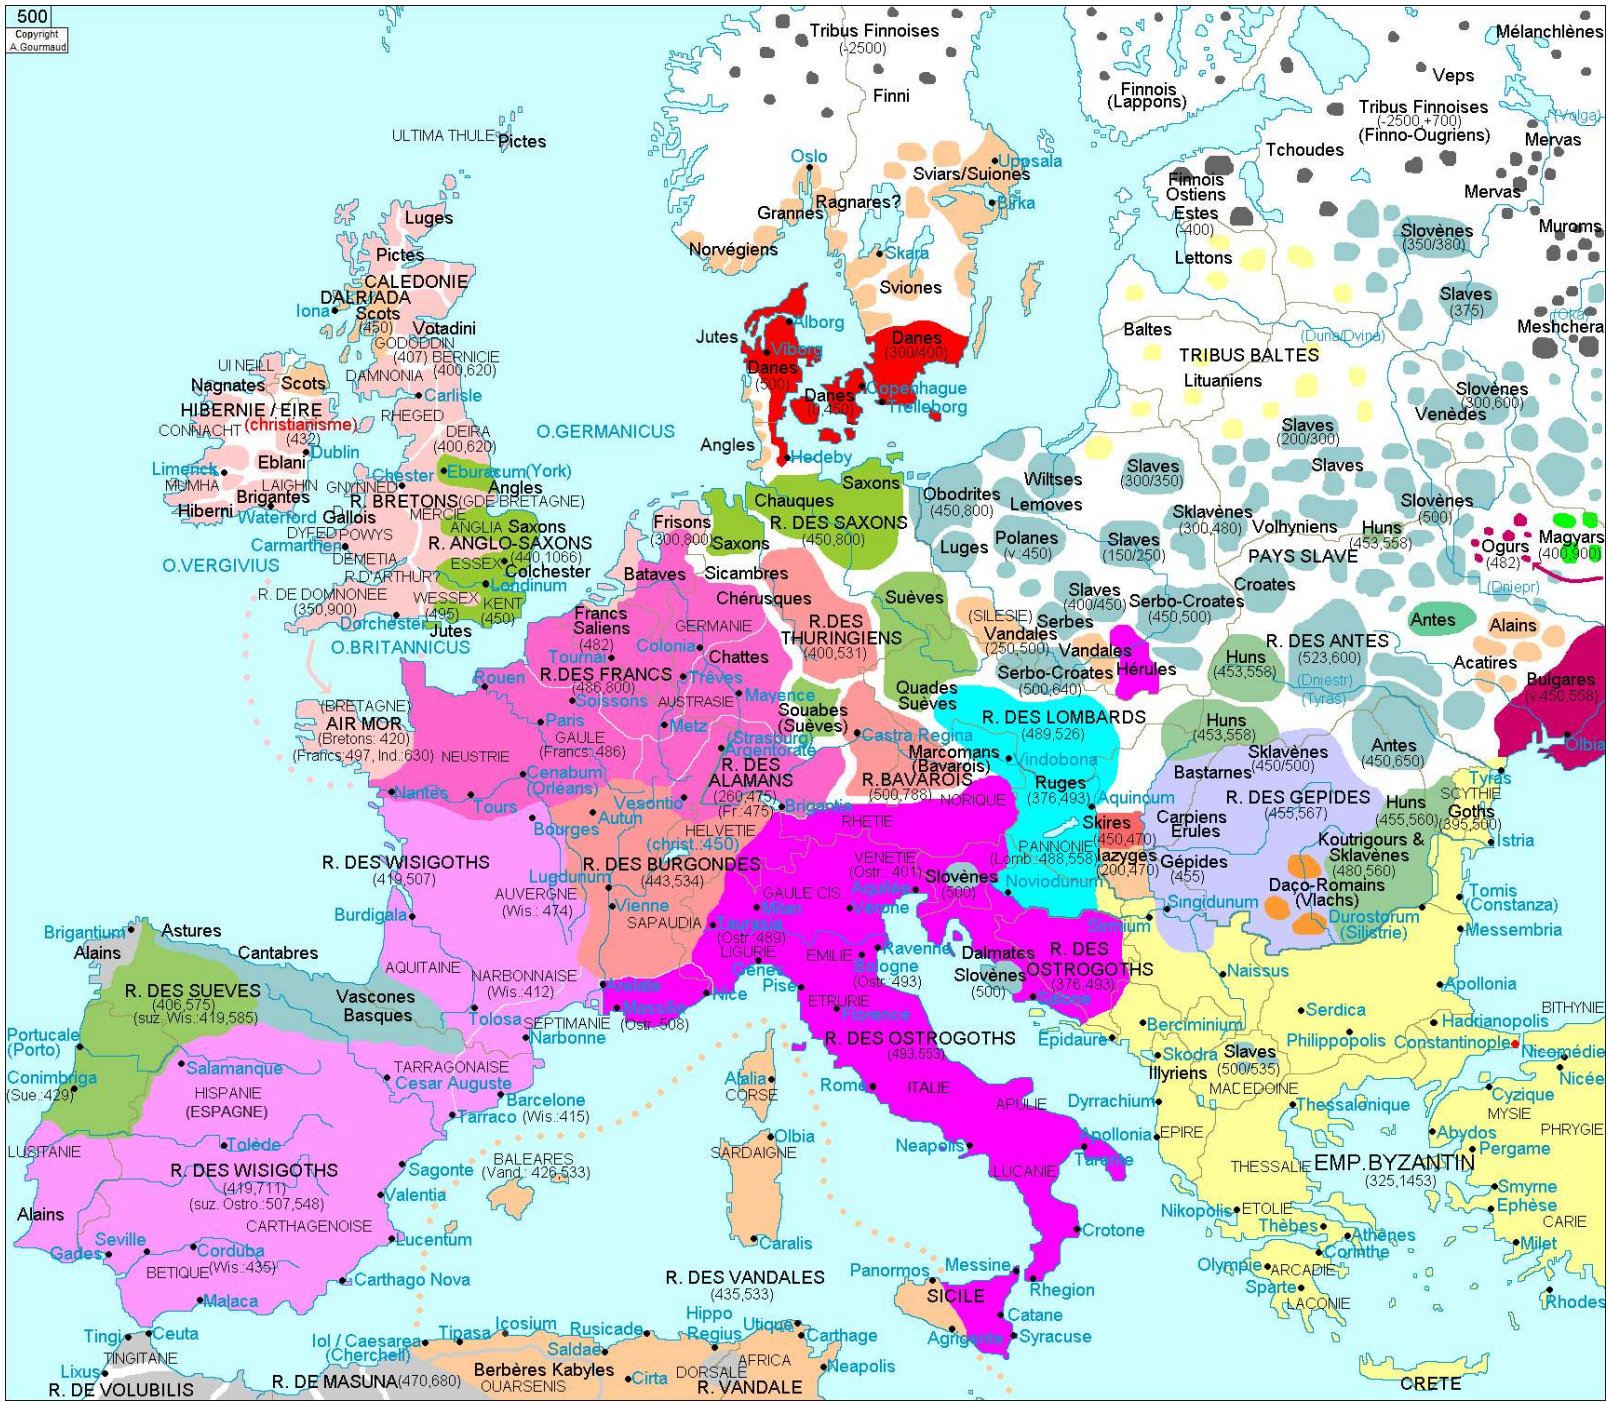 500
Copyright
A.Gourmaud
Tribus Finnoises
(-2500)
Finni
Finnois
(Lappons)
Mélanchlènes
Veps
Tribus Finnoises
(-2500,+700)
(Finno-Ougriens)
(Volga)
Mervas
Tchoudes
Mervas
Muroms
Finnois
Ostiens
Estes
(-400)
Lettons
Slovènes
(350/380)
Slaves
(375)
(Oka)
Meshchera
ULTIMA THULE
Pictes
Oslo
Uppsala
Sviars/Suiones
Birka
Ragnares?
Grannes
Norvégiens
Skara
Sviones
Luges
Pictes
CALEDONIE
DALRIADA
Scots
(450)
Iona
Votadini
GODODDIN
(407)
BERNICIE
(400,620)
DAMNONIA
Carlisle
RHEGED
DEIRA
(400,620)
UI NEILL
Nagnates
Scots
HIBERNIE / EIRE
(christianisme)
(432)
CONNACHT
Dublin
Eblani
Limerick
MUMHA
LAIGHIN
Brigantes
Hiberni
Waterford
Chester
GNYNNED
Eburacum(York)
Angles
R. BRETONS
(GDE BRETAGNE)
MERCIE
Gallois
DYFED
POWYS
ANGLIA
Saxons
R. ANGLO-SAXONS
(440,1066)
Carmarthen
DEMETIA
ESSEX
Colchester
Londinum
O.VERGIVIUS
R.D'ARTHUR?
R. DE DOMNONEE
(350,900)
WESSEX
(495)
KENT
(450)
Dorchester
Jutes
O.BRITANNICUS
O.GERMANICUS
Jutes
Alborg
Viborg
Danes
(500)
Danes
(300/400)
Danes
(v.450)
Copenhague
Trelleborg
Angles
Hedeby
Baltes
TRIBUS BALTES
Lituaniens
(Duna/Dvina)
Slovènes
(300,600)
Venèdes
Slaves
(200/300)
Slaves
Slaves
(300/350)
Wiltses
Lemoves
Obodrites
(450,800)
Sklavènes
(300,480)
Volhyniens
Slovènes
(500)
Huns
(453,558)
Magyars
(400,900)
Ogurs
(482)
(Dniepr)
Polanes
(v.450)
Luges
Slaves
(150/250)
PAYS SLAVE
Croates
Slaves
(400/450)
Serbes
Serbo-Croates
(450,500)
(SILESIE)
Vandales
(250,500)
Vandales
Serbo-Croates
(500,640)
Hérules
Huns
(453,558)
R. DES ANTES
(523,600)
(Dniestr)
(Tyras)
Antes
Alains
Acatires
Bulgares
(v.450,558)
Olbia
Frisons
(300,800)
Chauques
Saxons
R. DES SAXONS
(450,800)
Saxons
Sicambres
Bataves
Chérusques
R.DES
THURINGIENS
(400,531)
Suèves
Francs
Saliens
(482)
GERMANIE
Colonia
Chattes
Tournai
R.DES FRANCS
(486,800)
Trêves
Mayence
Rouen
Soissons
AUSTRASIE
Souabes
(Suèves)
Quades
Suèves
(BRETAGNE)
AIR MOR
(Bretons: 420)
(Francs:497, Ind.:630)
Paris
Metz
GAULE
(Francs:486)
(Strasburg)
Argentorate
NEUSTRIE
Castra Regina
R. DES LOMBARDS
(489,526)
Marcomans
(Bavarois)
Vindobona
R.BAVAROIS
(500,788)
Ruges
(376,493)
Aquincum
Huns
(453,558)
Sklavènes
(450/500)
Bastarnes
Antes
(450,650)
Tyras
SCYTHIE
Goths
(395,500)
Istria
Huns
(455,560)
R. DES GEPIDES
(455,567)
Carpiens
Erules
Koutrigours &
Sklavènes
(480,560)
Skires
(450,470)
PANNONIE
(Lomb.:488,558)
Iazyges
(200,470)
Gépides
(455)
Daco-Romains
(Vlachs)
Singidunum
Durostorum
(Silistrie)
Tomis
(Constanza)
Messembria
Nantes
Tours
Cenabum
(Orléans)
Bourges
Vesontio
Autun
R. DES
ALAMANS
(260,475)
(Fr.:475)
Brigantia
NORIQUE
RHETIE
HELVETIE
(christ.:450)
R. DES WISIGOTHS
(419,507)
R. DES BURGONDES
(443,534)
Lugdunum
Vienne
AUVERGNE
(Wis.: 474)
SAPAUDIA
VENETIE
(Ostr.: 401)
GAULE CIS.
Aquilée
Slovènes
(500)
Noviodunum
Milan
Vérone
Taurasia
(Ostr.:489)
LIGURIE
Sirmium
Burdigala
Brigantium
Astures
Cantabres
Alains
AQUITAINE
NARBONNAISE
(Wis.:412)
R. DES SUEVES
(406,575)
(suz. Wis.:419,585)
Vascones
Basques
Tolosa
SEPTIMANIE
Narbonne
Arelate
Massilia
(Ostr.:508)
Nice
Gênes
Pise
EMILIE
Ravenne
Bologne
(Ostr.:493)
ETRURIE
Florence
Dalmates
Slovènes
(500)
R. DES
OSTROGOTHS
(376,493)
Salone
Naissus
Apollonia
R. DES OSTROGOTHS
(493,553)
Epidaure
Berciminium
Serdica
BITHYNIE
Hadrianopolis
Philippopolis
Constantinople
Nicomédie
Nicée
Skodra
Illyriens
Slaves
(500/535)
MACEDOINE
Portucale
(Porto)
Conimbriga
(Sue.:429)
Salamanque
TARRAGONAISE
Cesar Auguste
HISPANIE
(ESPAGNE)
Barcelone
(Wis.:415)
Tarraco
LUSITANIE
Tolède
R. DES WISIGOTHS
(419,711)
(suz. Ostro.:507,548)
Sagonte
Valentia
BALEARES
(Vand.: 426,533)
Alains
CARTHAGENOISE
Seville
Gades
Corduba
(Wis.:435)
Lucentum
BETIQUE
Malaca
Carthago Nova
Alalia
CORSE
Olbia
SARDAIGNE
Caralis
Rome
ITALIE
APULIE
Neapolis
Tarente
LUCANIE
Crotone
Dyrrachium
Apollonia
EPIRE
Thessalonique
Cyzique
MYSIE
PHRYGIE
Abydos
Pergame
THESSALIE
EMP.BYZANTIN
(325,1453)
Smyrne
Ephèse
CARIE
Nikopolis
ETOLIE
Thèbes
Athènes
Corinthe
Milet
Olympie
ARCADIE
Sparte
LACONIE
Rhodes
CRETE
R. DES VANDALES
(435,533)
Panormos
Messine
Rhegion
SICILE
Catane
Agrigente
Syracuse
Tingi
Ceuta
TINGITANE
Lixus
R. DE VOLUBILIS
Iol / Caesarea
(Cherchell)
Tipasa
Icosium
Rusicade
Saldae
Hippo
Regius
Utique
Carthage
R. DE MASUNA
(470,680)
Berbères Kabyles
OUARSENIS
Cirta
DORSALE
AFRICA
Neapolis
R. VANDALE